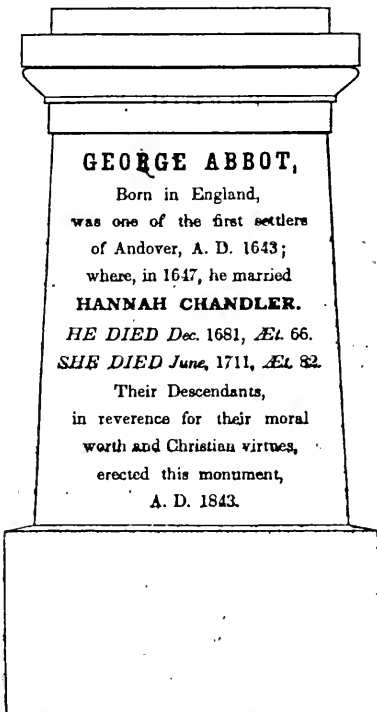 GEORGE ABBOT,
Born in England,
was one of the first settlers
of Andover, A. D. 1643;
where, in 1647, he married
HANNAH CHANDLER.
HE DIED Dec. 1681, Æt. 66.
SHE DIED June, 1711, Æt. 82.
Their Descendants,
in reverence for their moral
worth and Christian virtues,
erected this monument,
A. D. 1843.